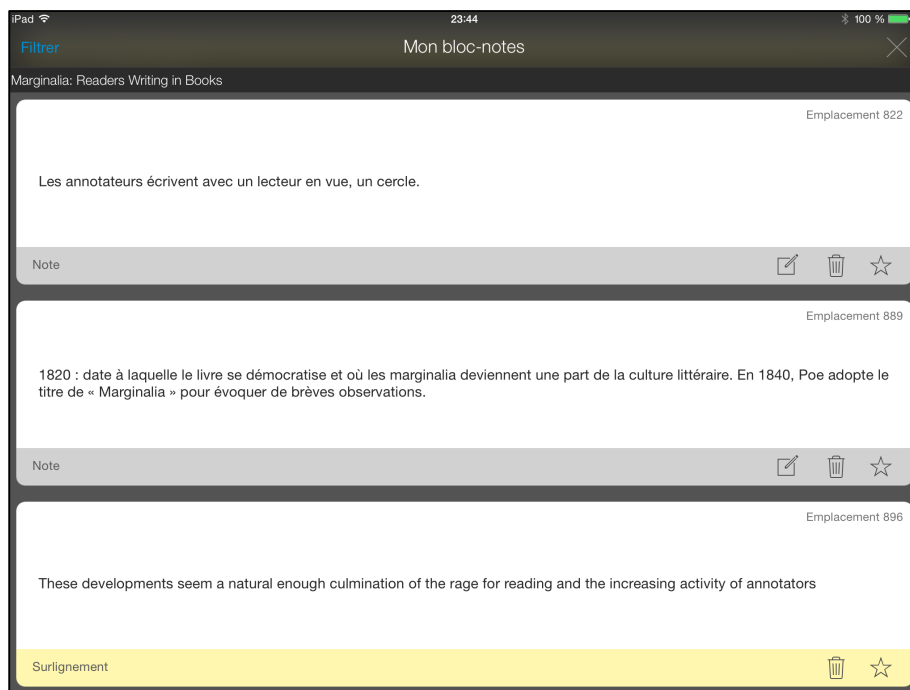 iPad 23:44 100 %
Filtrer Mon bloc-notes
Marginalia: Readers Writing in Books
Emplacement 822
Les annotateurs écrivent avec un lecteur en vue, un cercle.
Note
Emplacement 889
1820 : date à laquelle le livre se démocratise et où les marginalia deviennent une part de la culture littéraire. En 1840, Poe adopte le
titre de « Marginalia » pour évoquer de brèves observations.
Note
Emplacement 896
These developments seem a natural enough culmination of the rage for reading and the increasing activity of annotators
Surlignement